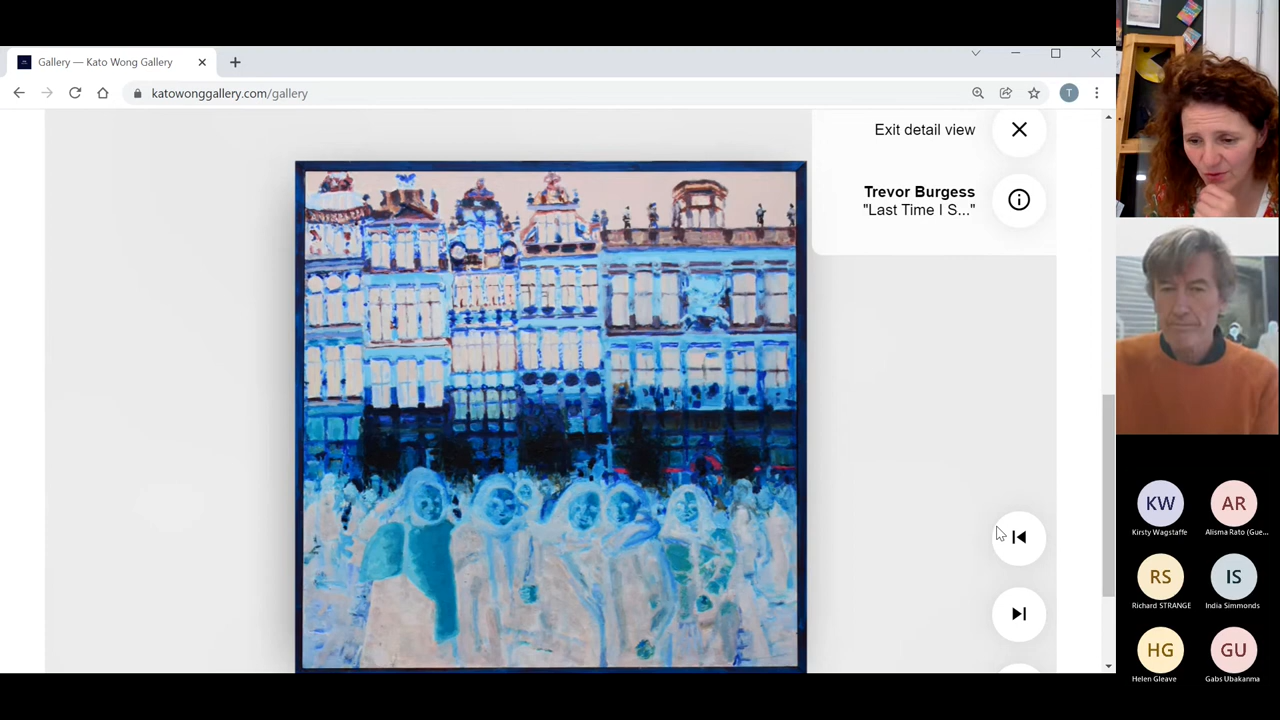 Gallery — Kato Wong Gallery
katowonggallery.com/gallery
T
Exit detail view
Trevor Burgess
"Last Time I S..."
KW
AR
Kirsty Wagstaffe
Alisma Rato (Gue...
RS
IS
Richard STRANGE
India Simmonds
HG
GU
Helen Gleave
Gabs Ubakanma